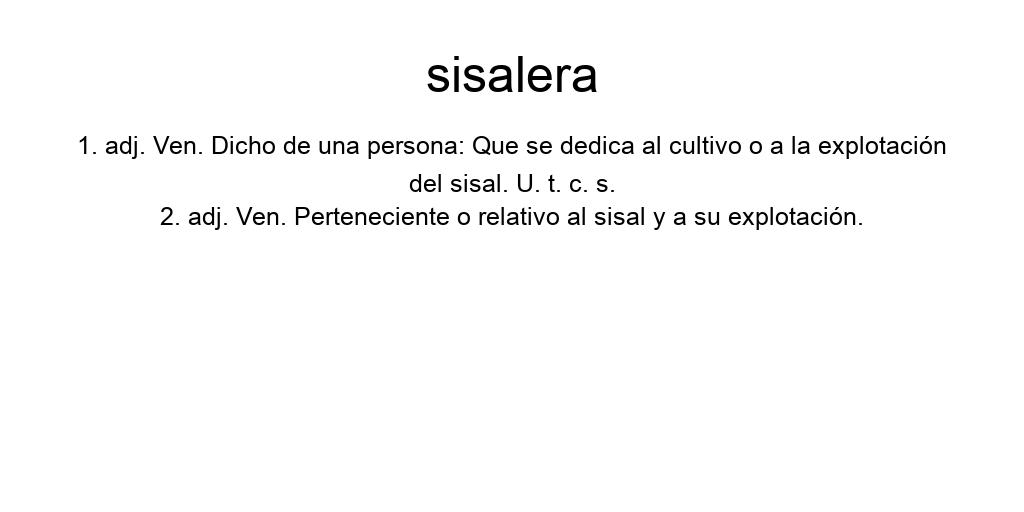 sisalera
1. adj. Ven. Dicho de una persona: Que se dedica al cultivo o a la explotación
del sisal. U. t. c. s.
2. adj. Ven. Perteneciente o relativo al sisal y a su explotación.